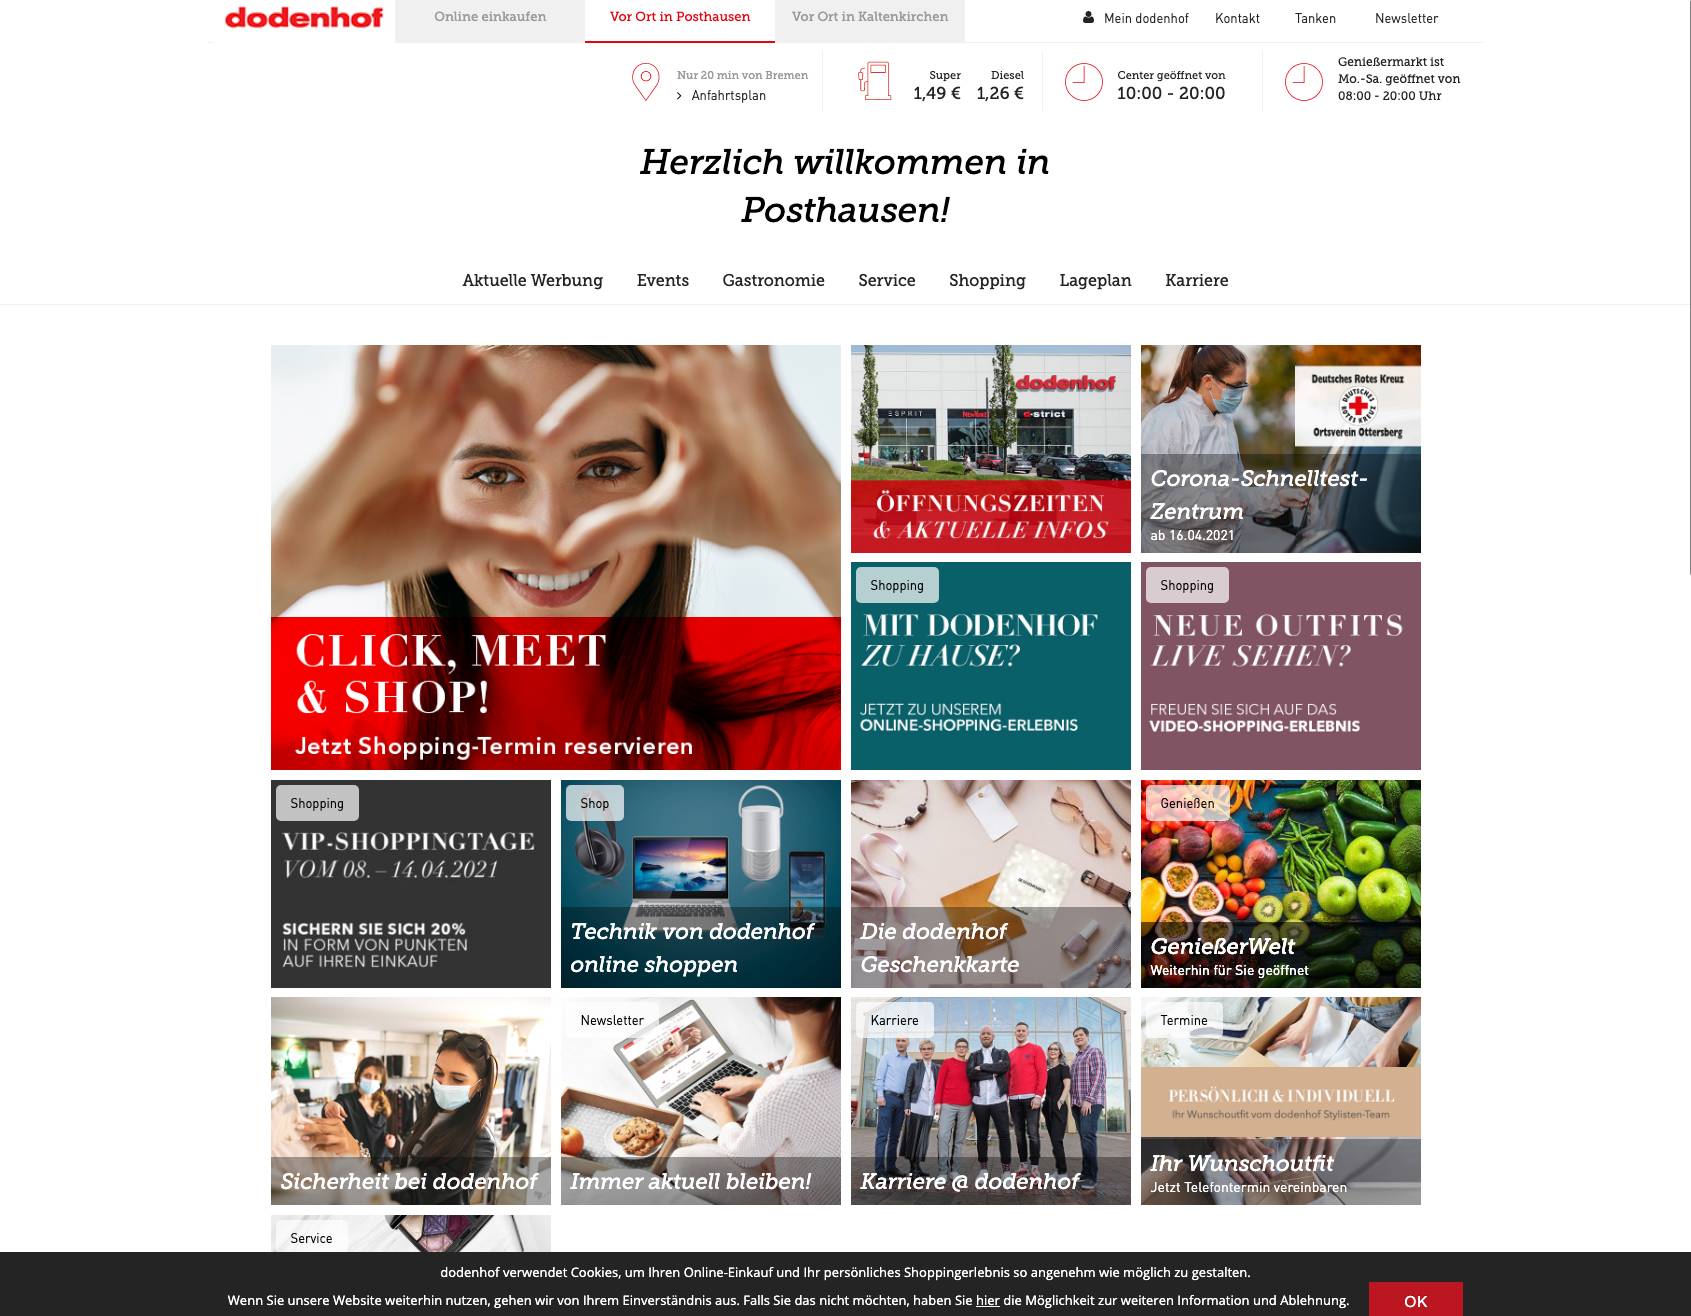 dodenhof
Online einkaufen
Vor Ort in Posthausen
Vor Ort in Kaltenkirchen
Mein dodenhof
Kontakt
Tanken
Newsletter
Nur 20 min von Bremen
Anfahrtsplan
Super
1,49 €
Diesel
1,26 €
Center geöffnet von
10:00 - 20:00
Genießermarkt ist
Mo.-Sa. geöffnet von
08:00 - 20:00 Uhr
Herzlich willkommen in
Posthausen!
Aktuelle Werbung
Events
Gastronomie
Service
Shopping
Lageplan
Karriere
CLICK, MEET
& SHOP!
Jetzt Shopping-Termin reservieren
dodenhof
ESPRIT
New Yorker
d-strict
ÖFFNUNGSZEITEN
& AKTUELLE INFOS
Deutsches Rotes Kreuz
DEUTSCHES
ROTES KREUZ
Ortsverein Ottersberg
Corona-Schnelltest-
Zentrum
ab 16.04.2021
Shopping
MIT DODENHOF
ZU HAUSE?
JETZT ZU UNSEREM
ONLINE-SHOPPING-ERLEBNIS
Shopping
NEUE OUTFITS
LIVE SEHEN?
FREUEN SIE SICH AUF DAS
VIDEO-SHOPPING-ERLEBNIS
Shopping
VIP-SHOPPINGTAGE
VOM 08. – 14.04.2021
SICHERN SIE SICH 20%
IN FORM VON PUNKTEN
AUF IHREN EINKAUF
Shop
Technik von dodenhof
online shoppen
Die dodenhof
Geschenkkarte
Genießen
GenießerWelt
Weiterhin für Sie geöffnet
Sicherheit bei dodenhof
Newsletter
Immer aktuell bleiben!
Karriere
Karriere @ dodenhof
Termine
PERSÖNLICH & INDIVIDUELL
Ihr Wunschoutfit vom dodenhof Stylisten-Team
Ihr Wunschoutfit
Jetzt Telefontermin vereinbaren
Service
dodenhof verwendet Cookies, um Ihren Online-Einkauf und Ihr persönliches Shoppingerlebnis so angenehm wie möglich zu gestalten.
Wenn Sie unsere Website weiterhin nutzen, gehen wir von Ihrem Einverständnis aus. Falls Sie das nicht möchten, haben Sie hier die Möglichkeit zur weiteren Information und Ablehnung.
OK